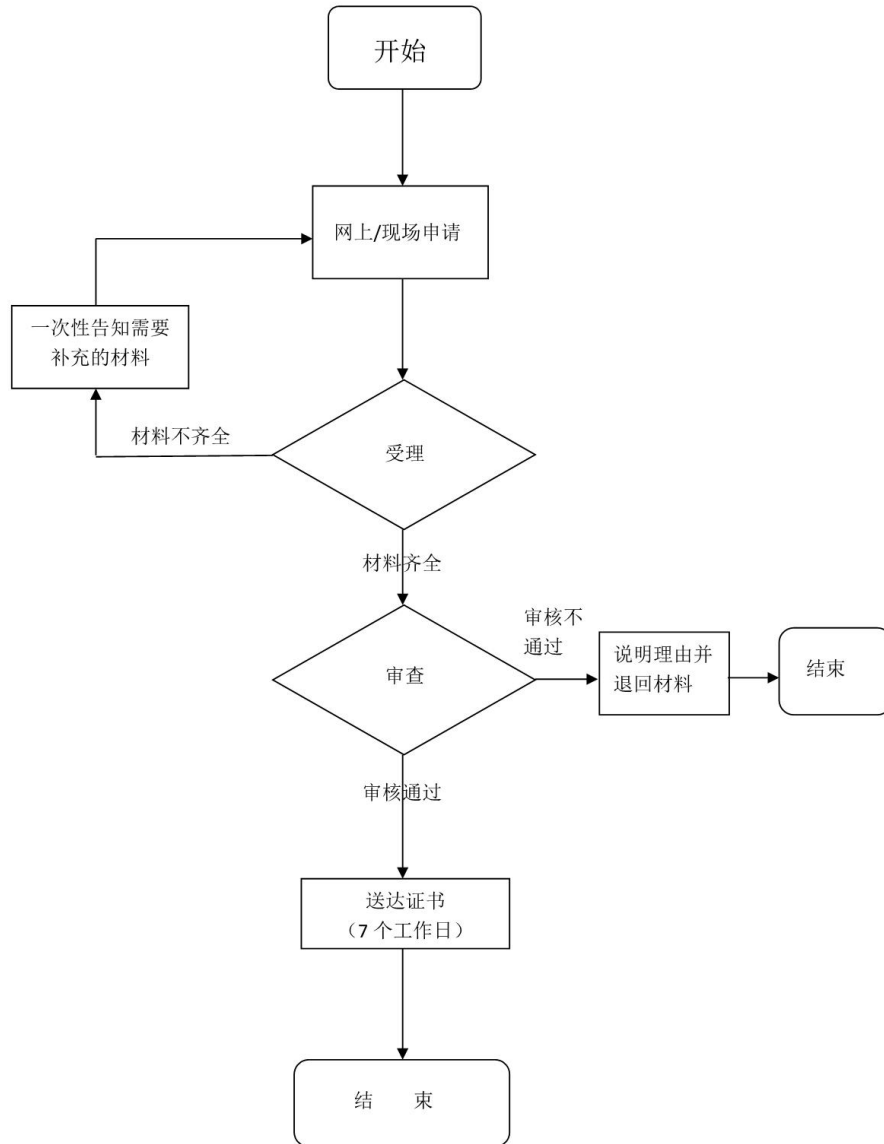 开始
网上/现场申请
一次性告知需要
补充的材料
材料不齐全
受理
材料齐全
审核不
通过
审查
说明理由并
退回材料
结束
审核通过
送达证书
（7 个工作日）
结 束